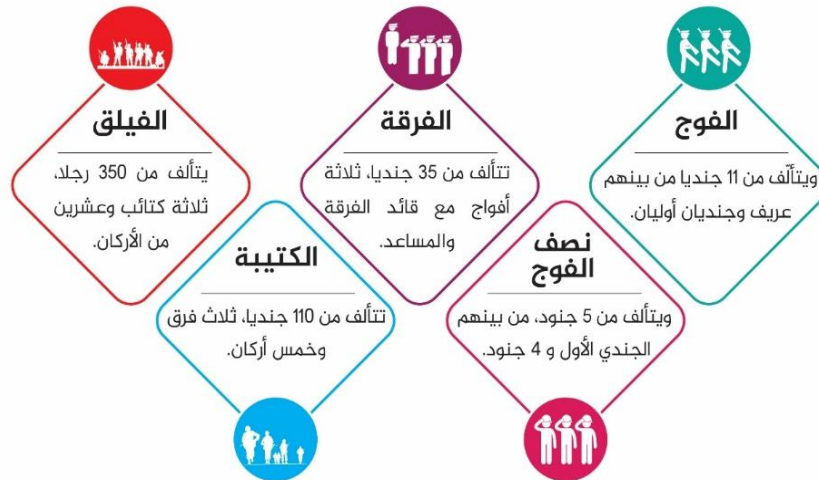 الفوج
ويتألّف من 11 جنديا من بينهم
عريف وجنديان أوليان.
نصف
الفوج
ويتألف من 5 جنود، من بينهم
الجندي الأول و 4 جنود.
الفرقة
تتألف من 35 جنديا، ثلاثة
أفواج مع قائد الفرقة
والمساعد.
الكتيبة
تتألف من 110 جنديا، ثلاث فرق
وخمس أركان.
الفيلق
يتألف من 350 رجلا،
ثلاثة كتائب وعشرين
من الأركان.